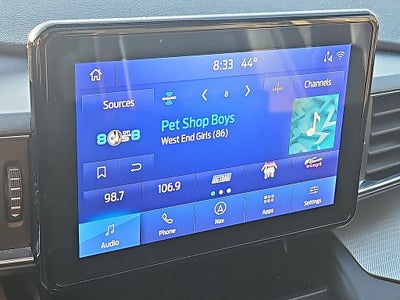 8:33 44°
Sources
8
Channels
Pet Shop Boys
West End Girls (86)
98.7
106.9
Audio
Phone
Nav
Apps
Settings